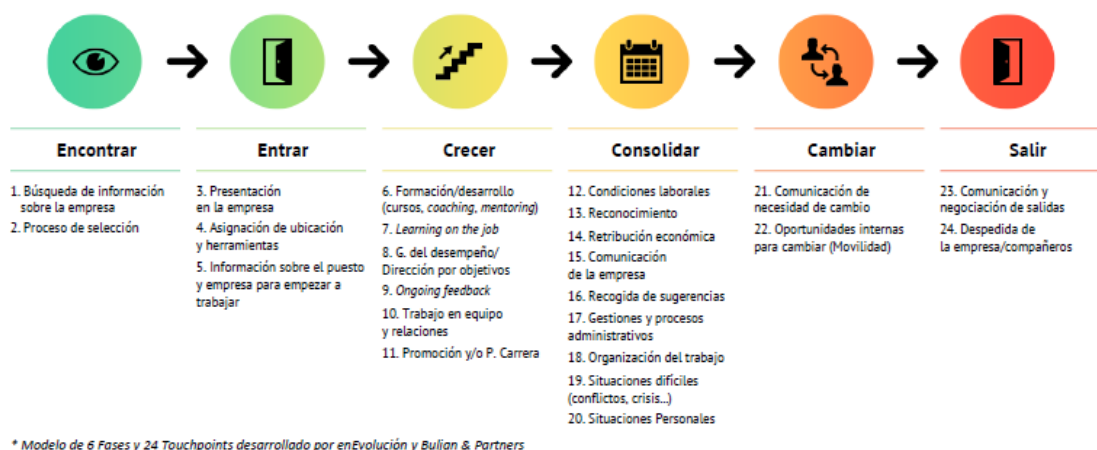 Encontrar
1. Búsqueda de información
sobre la empresa
2. Proceso de selección
Entrar
3. Presentación
en la empresa
4. Asignación de ubicación
y herramientas
5. Información sobre el puesto
y empresa para empezar a
trabajar
Crecer
6. Formación/desarrollo
(cursos, coaching, mentoring)
7. Learning on the job
8. G. del desempeño/
Dirección por objetivos
9. Ongoing feedback
10. Trabajo en equipo
y relaciones
11. Promoción y/o P. Carrera
Consolidar
12. Condiciones laborales
13. Reconocimiento
14. Retribución económica
15. Comunicación
de la empresa
16. Recogida de sugerencias
17. Gestiones y procesos
administrativos
18. Organización del trabajo
19. Situaciones difíciles
(conflictos, crisis...)
20. Situaciones Personales
Cambiar
21. Comunicación de
necesidad de cambio
22. Oportunidades internas
para cambiar (Movilidad)
Salir
23. Comunicación y
negociación de salidas
24. Despedida de
la empresa/compañeros
* Modelo de 6 Fases y 24 Touchpoints desarrollado por enEvolución y Bulian & Partners